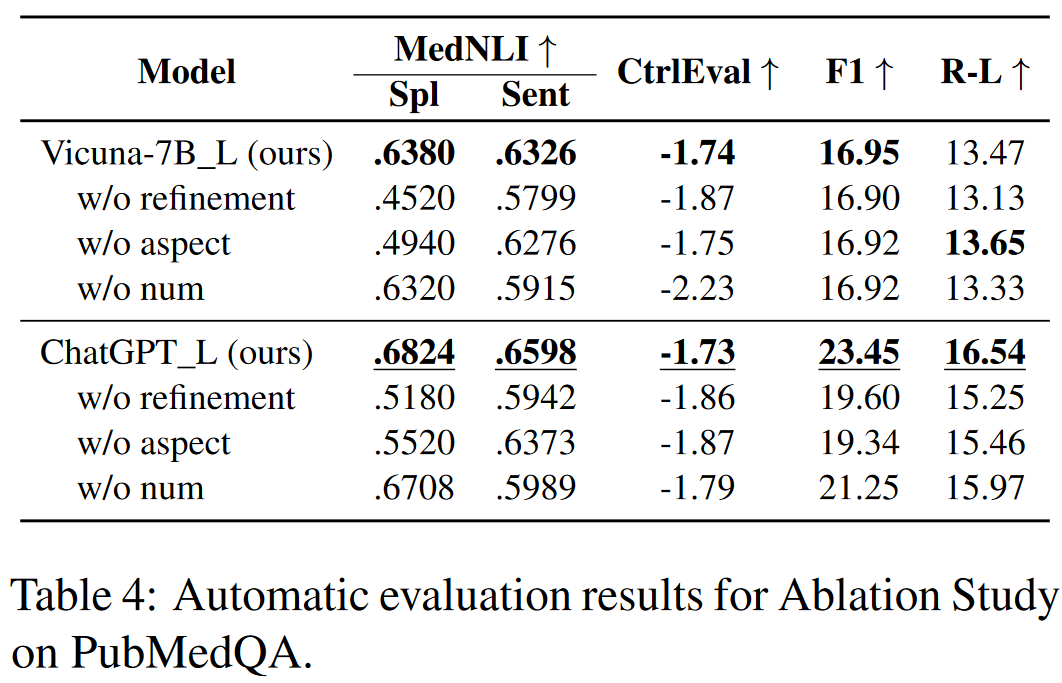 Model MedNLI ↑ CtrlEval ↑ F1 ↑ R-L ↑
Spl Sent
Vicuna-7B_L (ours) .6380 .6326 -1.74 16.95 13.47
w/o refinement .4520 .5799 -1.87 16.90 13.13
w/o aspect .4940 .6276 -1.75 16.92 13.65
w/o num .6320 .5915 -2.23 16.92 13.33
ChatGPT_L (ours) .6824 .6598 -1.73 23.45 16.54
w/o refinement .5180 .5942 -1.86 19.60 15.25
w/o aspect .5520 .6373 -1.87 19.34 15.46
w/o num .6708 .5989 -1.79 21.25 15.97
Table 4: Automatic evaluation results for Ablation Study
on PubMedQA.